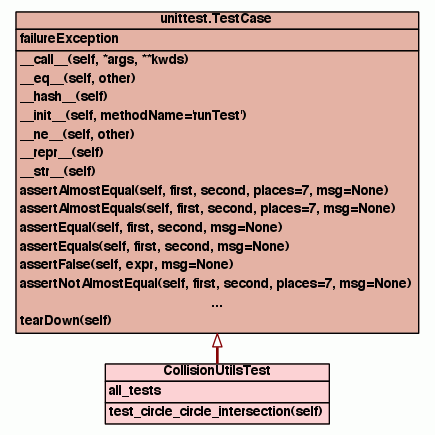 unittest.TestCase
failureException
__call__(self, *args, **kwds)
__eq__(self, other)
__hash__(self)
__init__(self, methodName='runTest')
__ne__(self, other)
__repr__(self)
__str__(self)
assertAlmostEqual(self, first, second, places=7, msg=None)
assertAlmostEquals(self, first, second, places=7, msg=None)
assertEqual(self, first, second, msg=None)
assertEquals(self, first, second, msg=None)
assertFalse(self, expr, msg=None)
assertNotAlmostEqual(self, first, second, places=7, msg=None)
...
tearDown(self)
CollisionUtilsTest
all_tests
test_circle_circle_intersection(self)